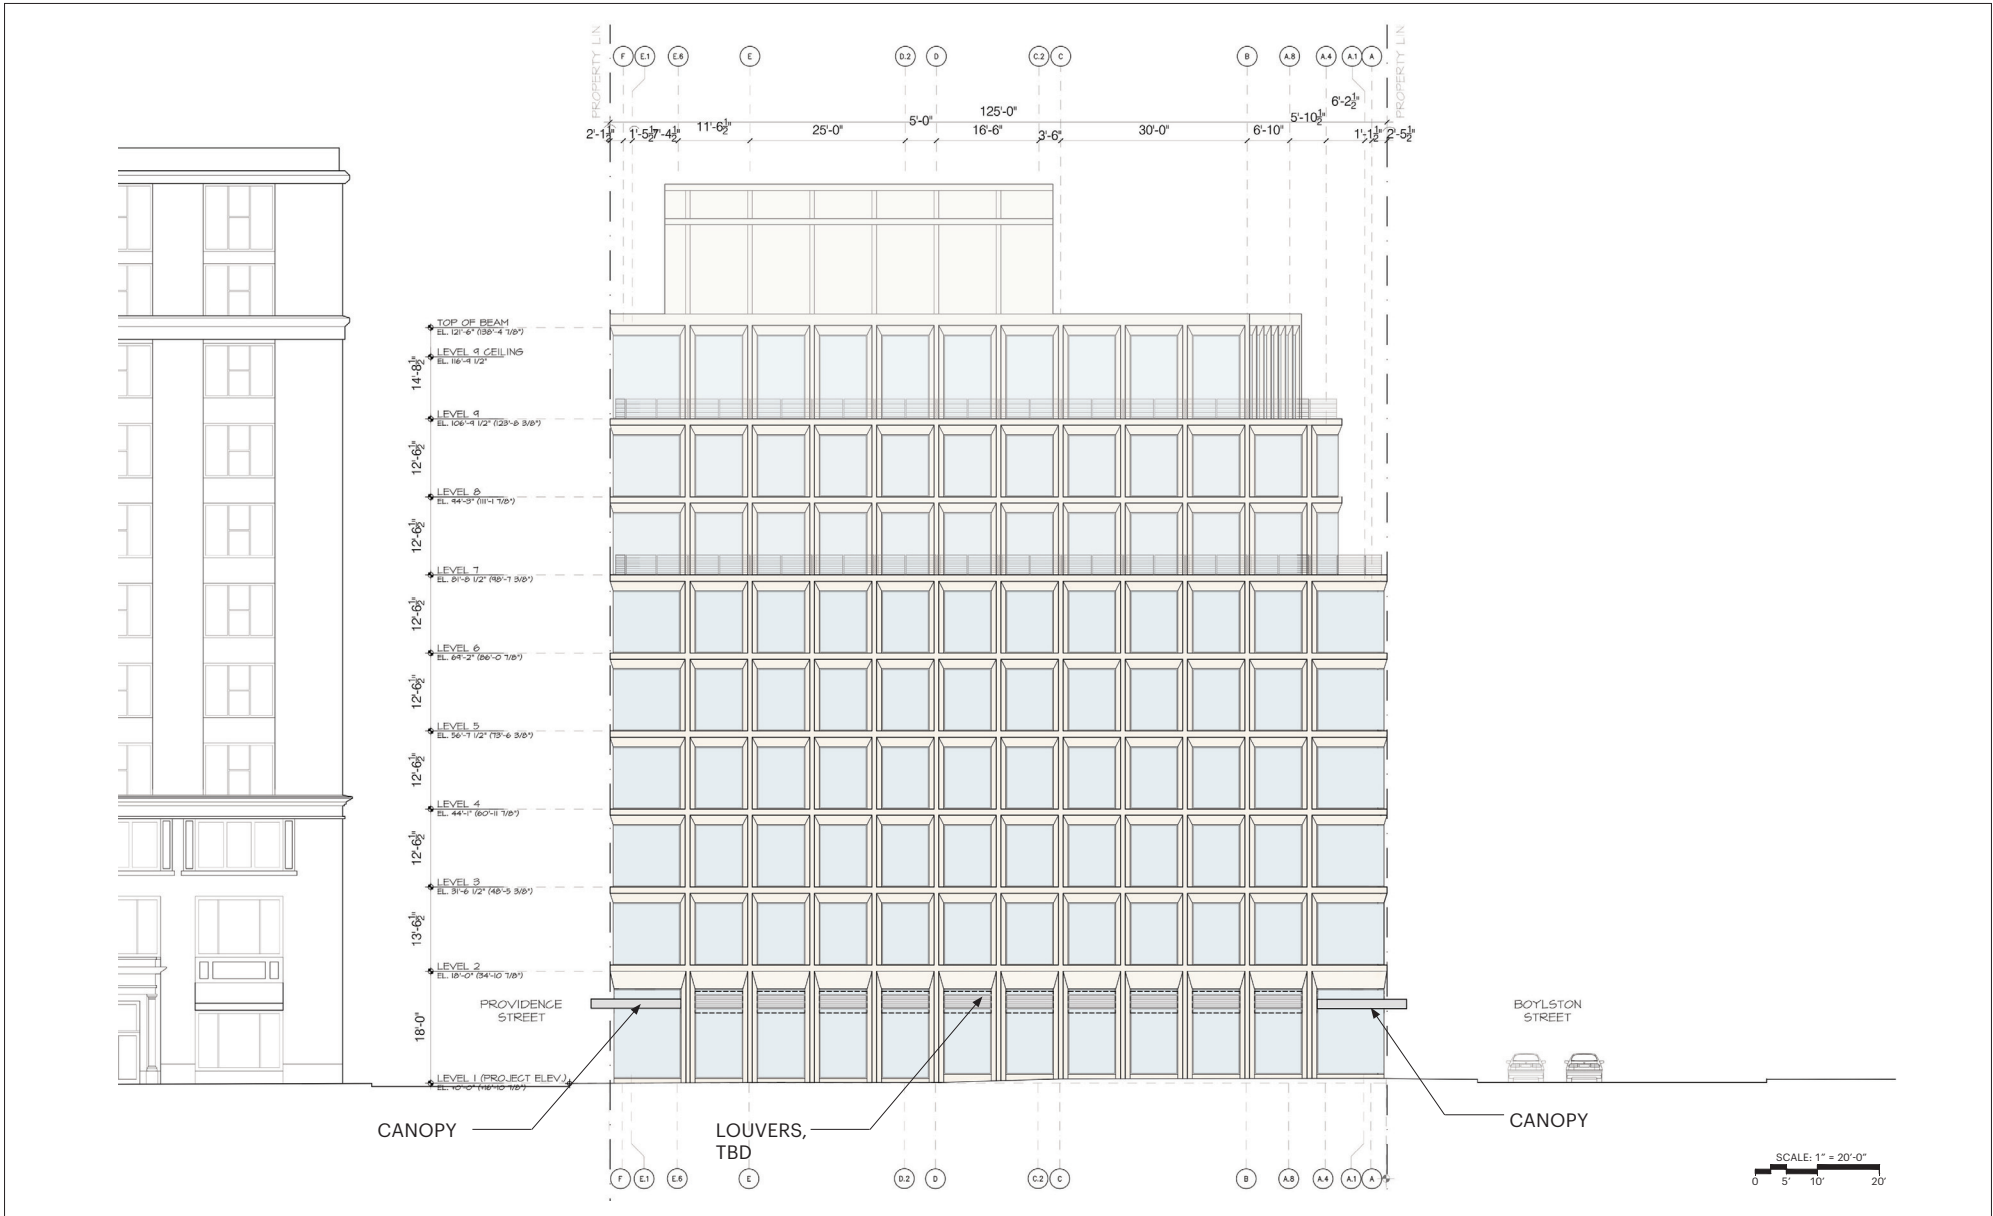 PROPERTY LIN
PROPERTY LIN
F E.1 E.6 E D.2 D C.2 C B A.8 A.4 A.1 A
6'-2½"
125'-0"
5'-10½"
5'-0"
11'-6½"
2'-1½" 1'-5½" 7'-4½" 25'-0" 16'-6" 3'-6" 30'-0" 6'-10" 1'-1½" 2'-5½"
TOP OF BEAM
EL. 121'-6" (138'-4 7/8")
LEVEL 9 CEILING
EL. 116'-9 1/2"
14'-8½"
LEVEL 9
EL. 106'-9 1/2" (123'-8 3/8")
12'-6½"
LEVEL 8
EL. 94'-3" (111'-1 7/8")
12'-6½"
LEVEL 7
EL. 81'-8 1/2" (98'-7 3/8")
12'-6½"
LEVEL 6
EL. 69'-2" (86'-0 7/8")
12'-6½"
LEVEL 5
EL. 56'-7 1/2" (73'-6 3/8")
12'-6½"
LEVEL 4
EL. 44'-1" (60'-11 7/8")
12'-6½"
LEVEL 3
EL. 31'-6 1/2" (48'-5 3/8")
13'-6½"
LEVEL 2
EL. 18'-0" (34'-10 7/8")
PROVIDENCE
STREET
BOYLSTON
STREET
18'-0"
LEVEL 1 (PROJECT ELEV.)
CANOPY
LOUVERS,
TBD
CANOPY
F E.1 E.6 E D.2 D C.2 C B A.8 A.4 A.1 A
SCALE: 1" = 20'-0"
0 5' 10' 20'